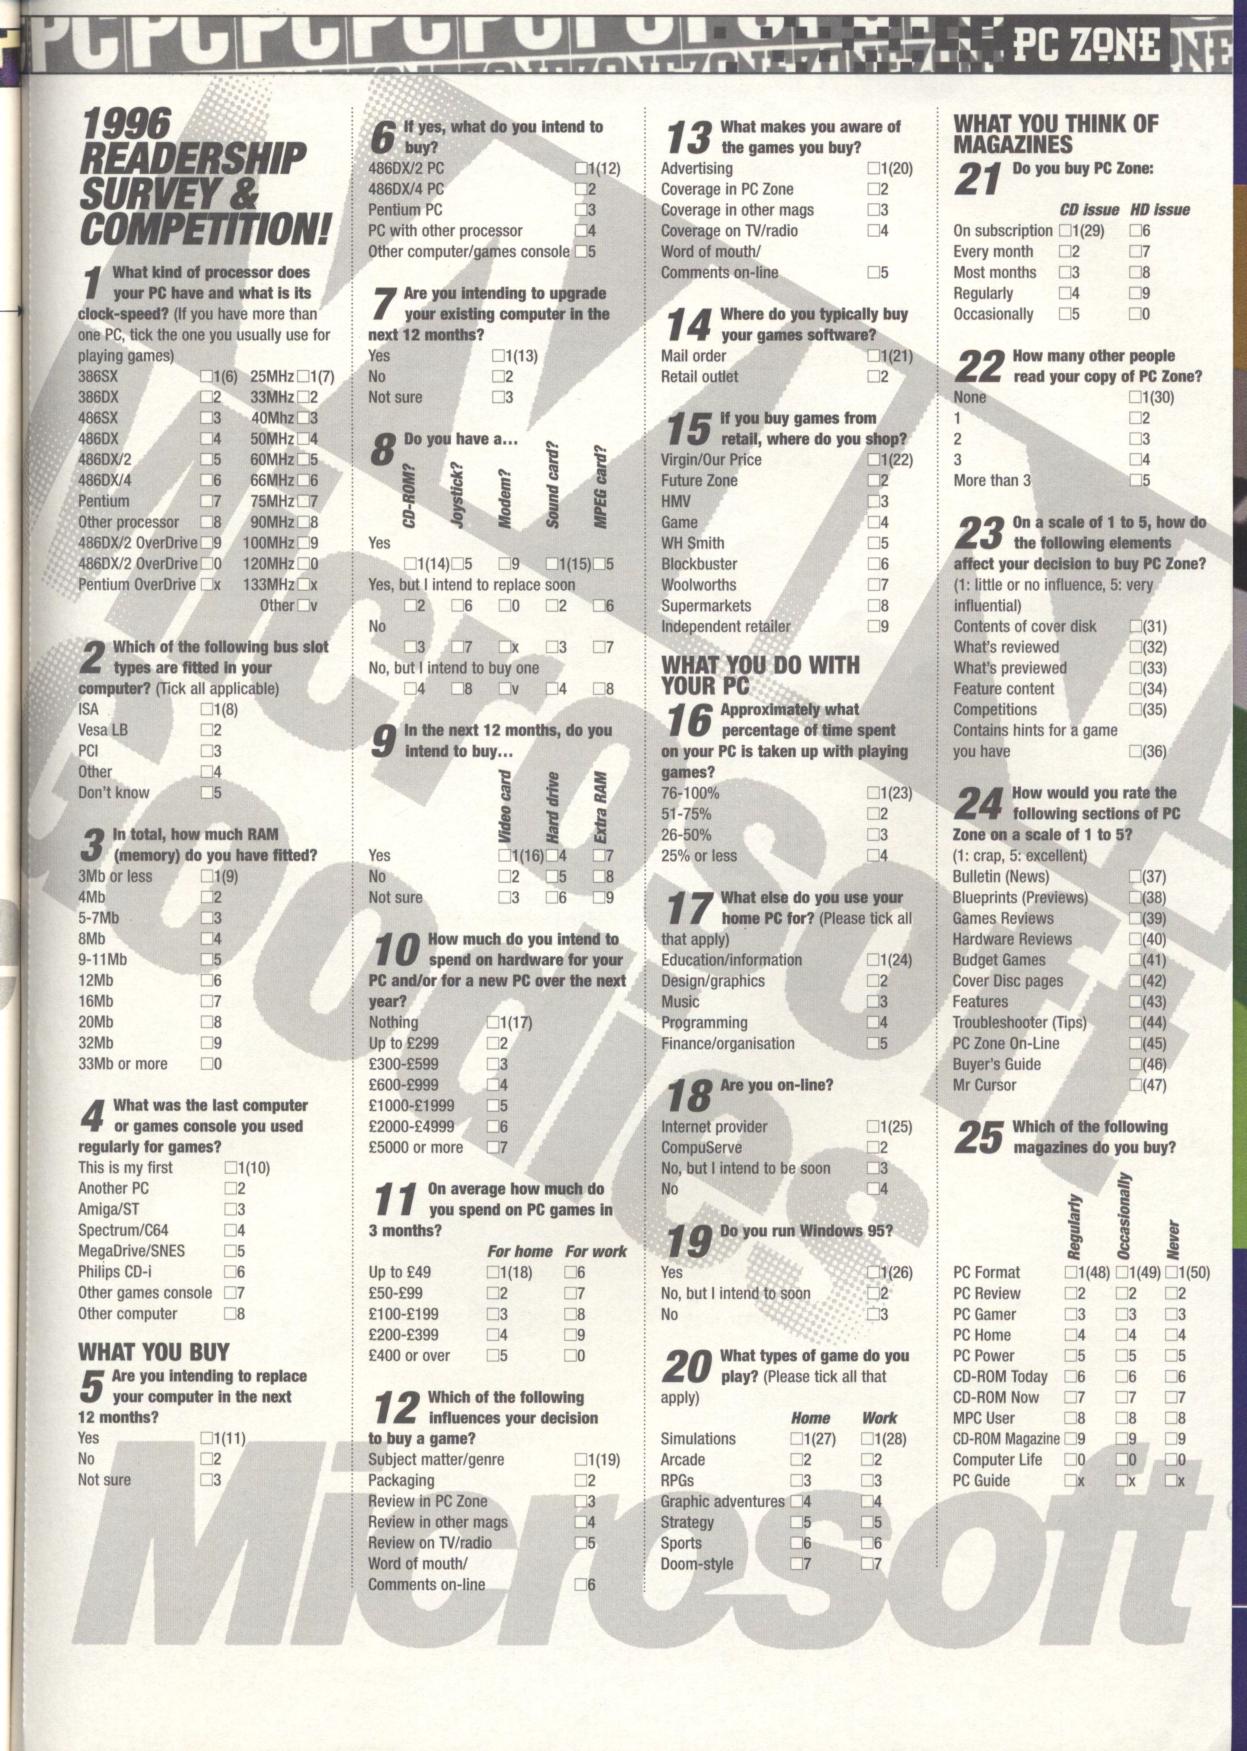 PC ZONE
1996
READERSHIP
SURVEY &
COMPETITION!
1 What kind of processor does
your PC have and what is its
clock-speed? (If you have more than
one PC, tick the one you usually use for
playing games)
386SX □1(6) 25MHz □1(7)
386DX □2 33MHz □2
486SX □3 40Mhz □3
486DX □4 50MHz □4
486DX/2 □5 60MHz □5
486DX/4 □6 66MHz □6
Pentium □7 75MHz □7
Other processor □8 90MHz □8
486DX/2 OverDrive □9 100MHz □9
486DX/2 OverDrive □0 120MHz □0
Pentium OverDrive □x 133MHz □x
Other □v
2 Which of the following bus slot
types are fitted in your
computer? (Tick all applicable)
ISA □1(8)
Vesa LB □2
PCI □3
Other □4
Don't know □5
3 In total, how much RAM
(memory) do you have fitted?
3Mb or less □1(9)
4Mb □2
5-7Mb □3
8Mb □4
9-11Mb □5
12Mb □6
16Mb □7
20Mb □8
32Mb □9
33Mb or more □0
4 What was the last computer
or games console you used
regularly for games?
This is my first □1(10)
Another PC □2
Amiga/ST □3
Spectrum/C64 □4
MegaDrive/SNES □5
Philips CD-i □6
Other games console □7
Other computer □8
WHAT YOU BUY
5 Are you intending to replace
your computer in the next
12 months?
Yes □1(11)
No □2
Not sure □3
6 If yes, what do you intend to
buy?
486DX/2 PC □1(12)
486DX/4 PC □2
Pentium PC □3
PC with other processor □4
Other computer/games console □5
7 Are you intending to upgrade
your existing computer in the
next 12 months?
Yes □1(13)
No □2
Not sure □3
8 Do you have a...
CD-ROM? Joystick? Modem? Sound card? MPEG card?
Yes
□1(14) □5 □9 □1(15) □5
Yes, but I intend to replace soon
□2 □6 □0 □2 □6
No
□3 □7 □x □3 □7
No, but I intend to buy one
□4 □8 □v □4 □8
9 In the next 12 months, do you
intend to buy...
Video card Hard drive Extra RAM
Yes □1(16) □4 □7
No □2 □5 □8
Not sure □3 □6 □9
10 How much do you intend to
spend on hardware for your
PC and/or for a new PC over the next
year?
Nothing □1(17)
Up to £299 □2
£300-£599 □3
£600-£999 □4
£1000-£1999 □5
£2000-£4999 □6
£5000 or more □7
11 On average how much do
you spend on PC games in
3 months?
For home For work
Up to £49 □1(18) □6
£50-£99 □2 □7
£100-£199 □3 □8
£200-£399 □4 □9
£400 or over □5 □0
12 Which of the following
influences your decision
to buy a game?
Subject matter/genre □1(19)
Packaging □2
Review in PC Zone □3
Review in other mags □4
Review on TV/radio □5
Word of mouth/
Comments on-line □6
13 What makes you aware of
the games you buy?
Advertising □1(20)
Coverage in PC Zone □2
Coverage in other mags □3
Coverage on TV/radio □4
Word of mouth/
Comments on-line □5
14 Where do you typically buy
your games software?
Mail order □1(21)
Retail outlet □2
15 If you buy games from
retail, where do you shop?
Virgin/Our Price □1(22)
Future Zone □2
HMV □3
Game □4
WH Smith □5
Blockbuster □6
Woolworths □7
Supermarkets □8
Independent retailer □9
WHAT YOU DO WITH
YOUR PC
16 Approximately what
percentage of time spent
on your PC is taken up with playing
games?
76-100% □1(23)
51-75% □2
26-50% □3
25% or less □4
17 What else do you use your
home PC for? (Please tick all
that apply)
Education/information □1(24)
Design/graphics □2
Music □3
Programming □4
Finance/organisation □5
18 Are you on-line?
Internet provider □1(25)
CompuServe □2
No, but I intend to be soon □3
No □4
19 Do you run Windows 95?
Yes □1(26)
No, but I intend to soon □2
No □3
20 What types of game do you
play? (Please tick all that
apply)
Home Work
Simulations □1(27) □1(28)
Arcade □2 □2
RPGs □3 □3
Graphic adventures □4 □4
Strategy □5 □5
Sports □6 □6
Doom-style □7 □7
WHAT YOU THINK OF
MAGAZINES
21 Do you buy PC Zone:
CD issue HD issue
On subscription □1(29) □6
Every month □2 □7
Most months □3 □8
Regularly □4 □9
Occasionally □5 □0
22 How many other people
read your copy of PC Zone?
None □1(30)
1 □2
2 □3
3 □4
More than 3 □5
23 On a scale of 1 to 5, how do
the following elements
affect your decision to buy PC Zone?
(1: little or no influence, 5: very
influential)
Contents of cover disk □(31)
What's reviewed □(32)
What's previewed □(33)
Feature content □(34)
Competitions □(35)
Contains hints for a game
you have □(36)
24 How would you rate the
following sections of PC
Zone on a scale of 1 to 5?
(1: crap, 5: excellent)
Bulletin (News) □(37)
Blueprints (Previews) □(38)
Games Reviews □(39)
Hardware Reviews □(40)
Budget Games □(41)
Cover Disc pages □(42)
Features □(43)
Troubleshooter (Tips) □(44)
PC Zone On-Line □(45)
Buyer's Guide □(46)
Mr Cursor □(47)
25 Which of the following
magazines do you buy?
Regularly Occasionally Never
PC Format □1(48) □1(49) □1(50)
PC Review □2 □2 □2
PC Gamer □3 □3 □3
PC Home □4 □4 □4
PC Power □5 □5 □5
CD-ROM Today □6 □6 □6
CD-ROM Now □7 □7 □7
MPC User □8 □8 □8
CD-ROM Magazine □9 □9 □9
Computer Life □0 □0 □0
PC Guide □x □x □x
WIN!
Microsoft
Goodies
Microsoft